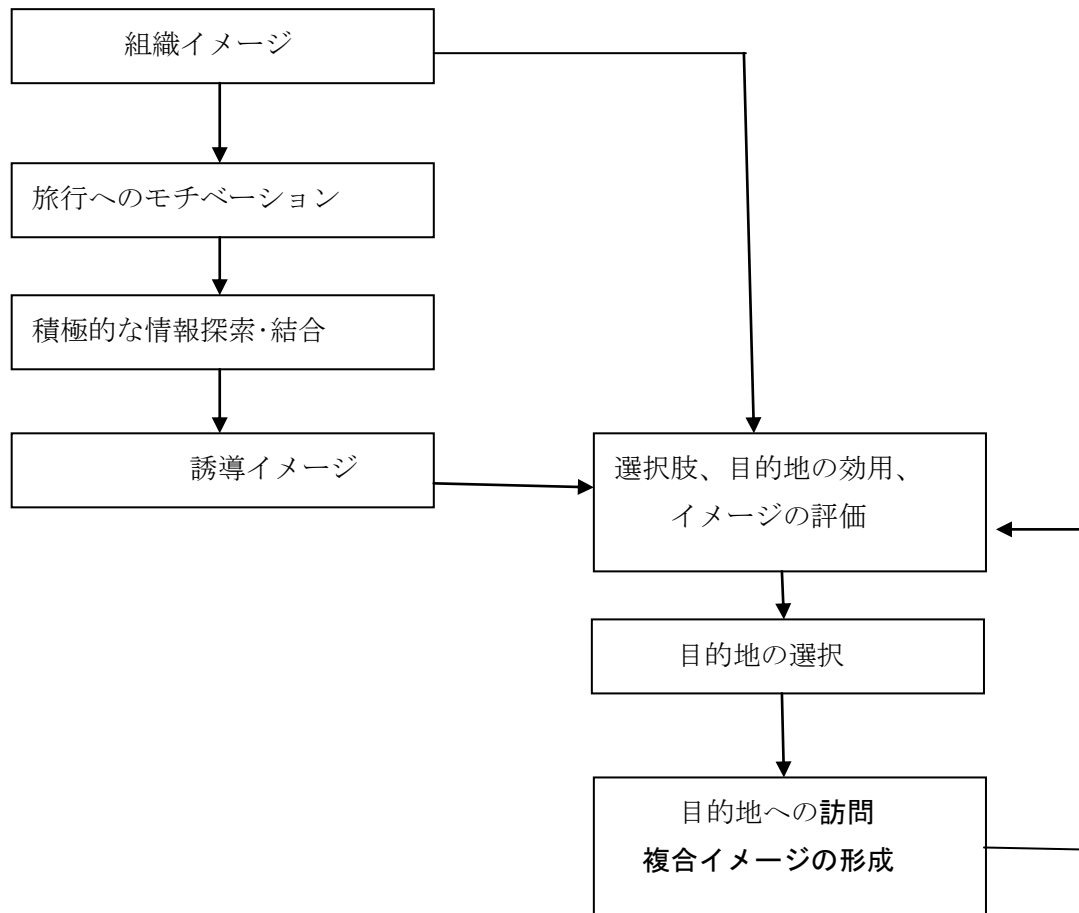 組織イメージ
旅行へのモチベーション
積極的な情報探索･結合
誘導イメージ
選択肢、目的地の効用、
イメージの評価
目的地の選択
目的地への訪問
複合イメージの形成